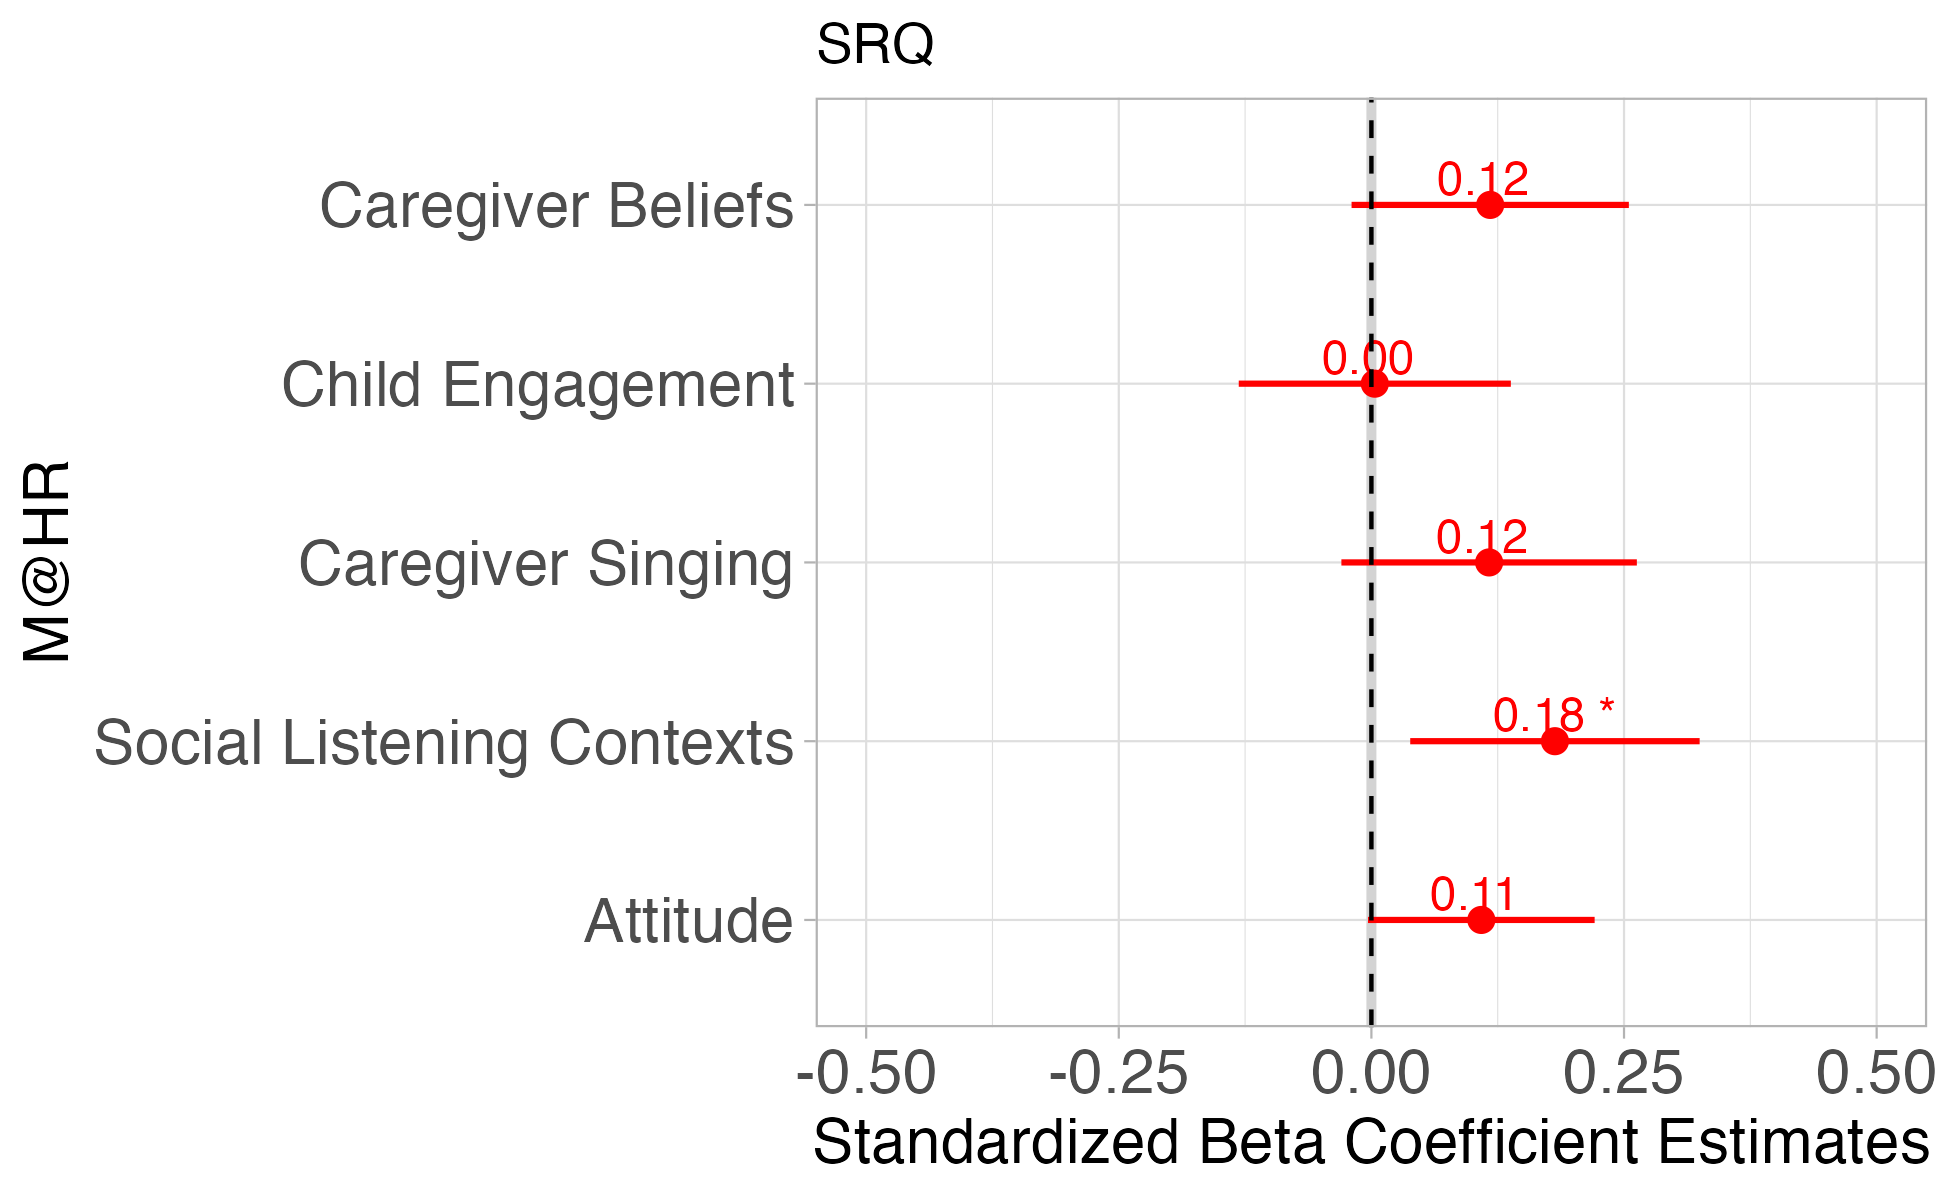 SRQ
M@HR
Caregiver Beliefs
0.12
Child Engagement
0.00
Caregiver Singing
0.12
Social Listening Contexts
0.18 *
Attitude
0.11
-0.50 -0.25 0.00 0.25 0.50
Standardized Beta Coefficient Estimates